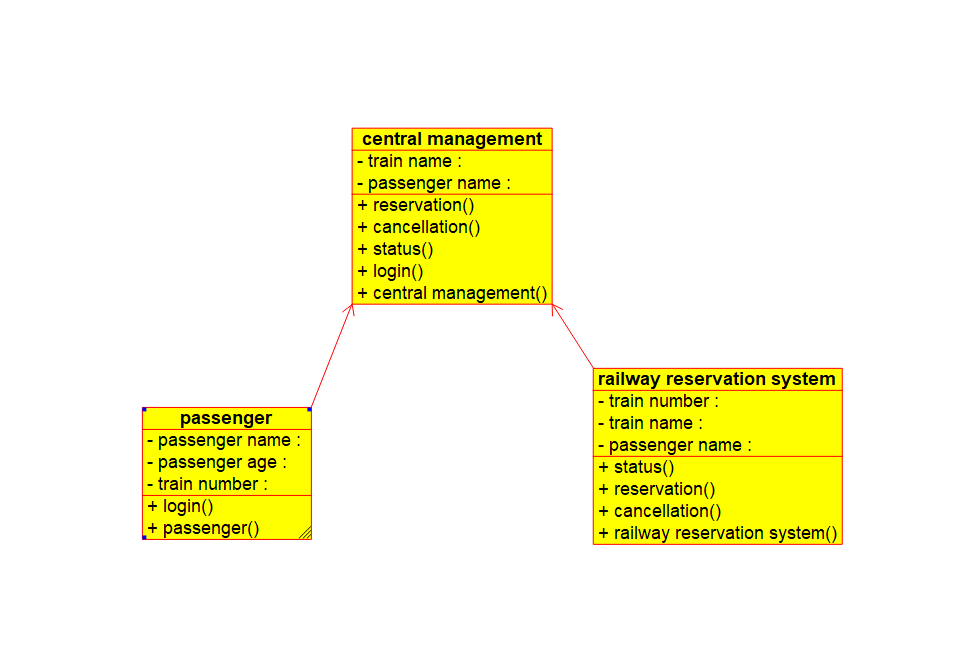 central management
- train name :
- passenger name :
+ reservation()
+ cancellation()
+ status()
+ login()
+ central management()
passenger
- passenger name :
- passenger age :
- train number :
+ login()
+ passenger()
railway reservation system
- train number :
- train name :
- passenger name :
+ status()
+ reservation()
+ cancellation()
+ railway reservation system()